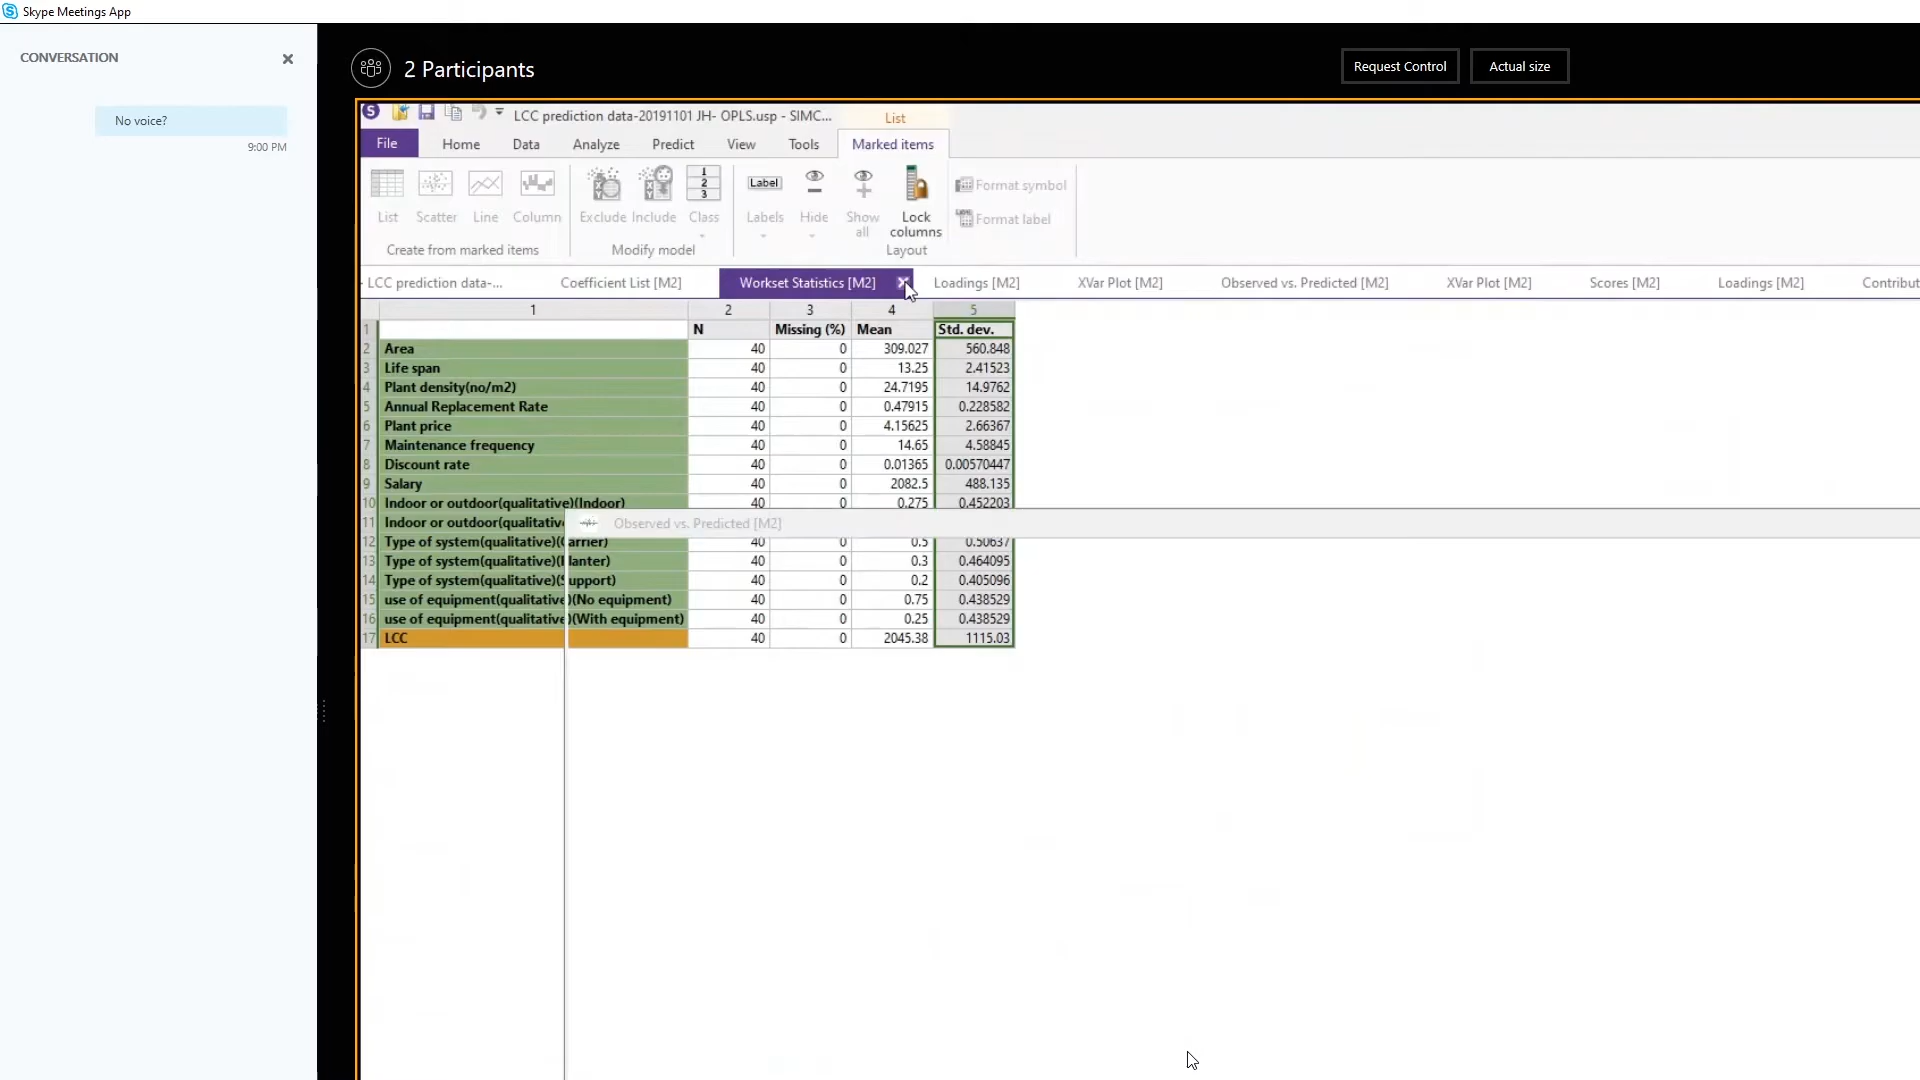 Skype Meetings App
CONVERSATION
No voice?
9:00 PM
2 Participants
Request Control
Actual size
LCC prediction data-20191101 JH- OPLS.usp - SIMC...
List
File Home Data Analyze Predict View Tools Marked items
List Scatter Line Column Exclude Include Class Label Labels Hide Show all Lock columns
Format symbol
Format label
Create from marked items Modify model Layout
LCC prediction data-... Coefficient List [M2] Workset Statistics [M2] Loadings [M2] XVar Plot [M2] Observed vs. Predicted [M2] XVar Plot [M2] Scores [M2] Loadings [M2] Contribut
1 2 3 4 5
1 N Missing (%) Mean Std. dev.
2 Area 40 0 309.027 560.848
3 Life span 40 0 13.25 2.41523
4 Plant density(no/m2) 40 0 24.7195 14.9762
5 Annual Replacement Rate 40 0 0.47915 0.228582
6 Plant price 40 0 4.15625 2.66367
7 Maintenance frequency 40 0 14.65 4.58845
8 Discount rate 40 0 0.01365 0.00570447
9 Salary 40 0 2082.5 488.135
10 Indoor or outdoor(qualitative)(Indoor) 40 0 0.275 0.452203
11 Indoor or outdoor(qualitativ
Observed vs. Predicted [M2]
12 Type of system(qualitative)(Carrier) 40 0 0.5 0.50637
13 Type of system(qualitative)(Planter) 40 0 0.3 0.464095
14 Type of system(qualitative)(Support) 40 0 0.2 0.405096
15 use of equipment(qualitative)(No equipment) 40 0 0.75 0.438529
16 use of equipment(qualitative)(With equipment) 40 0 0.25 0.438529
17 LCC 40 0 2045.38 1115.03